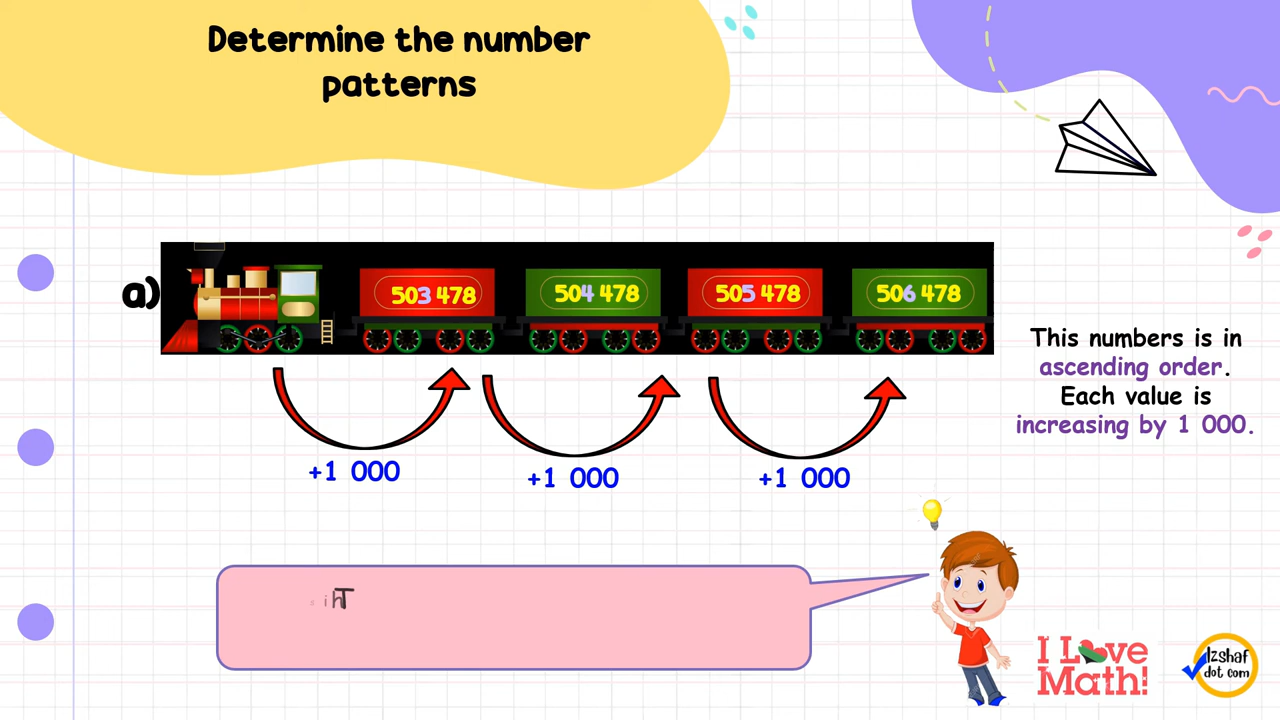 Determine the number
patterns
a)
503 478
504 478
505 478
506 478
+1 000
+1 000
+1 000
This numbers is in
ascending order.
Each value is
increasing by 1 000.
I Love
Math!
Izshaf
dot com